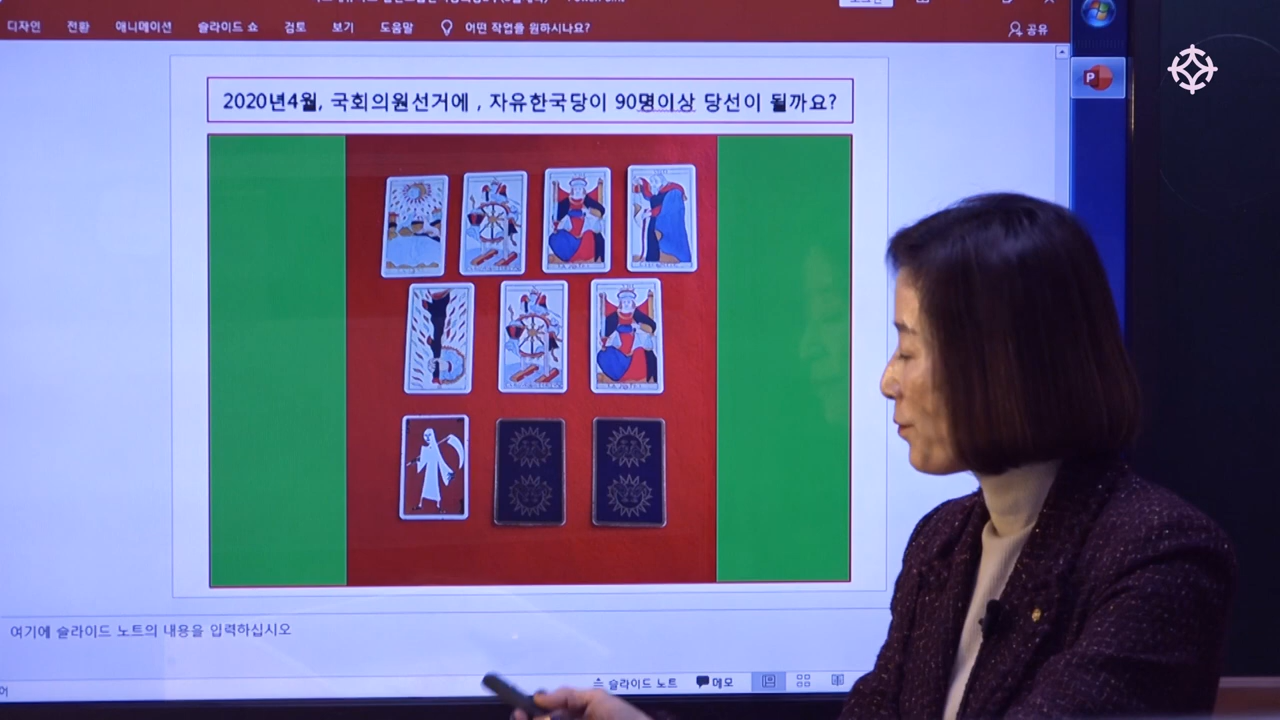 디자인 전환 애니메이션 슬라이드 쇼 검토 보기 도움말 어떤 작업을 원하시나요? 공유
P
2020년4월, 국회의원선거에 , 자유한국당이 90명이상 당선이 될까요?
여기에 슬라이드 노트의 내용을 입력하십시오
슬라이드 노트 메모